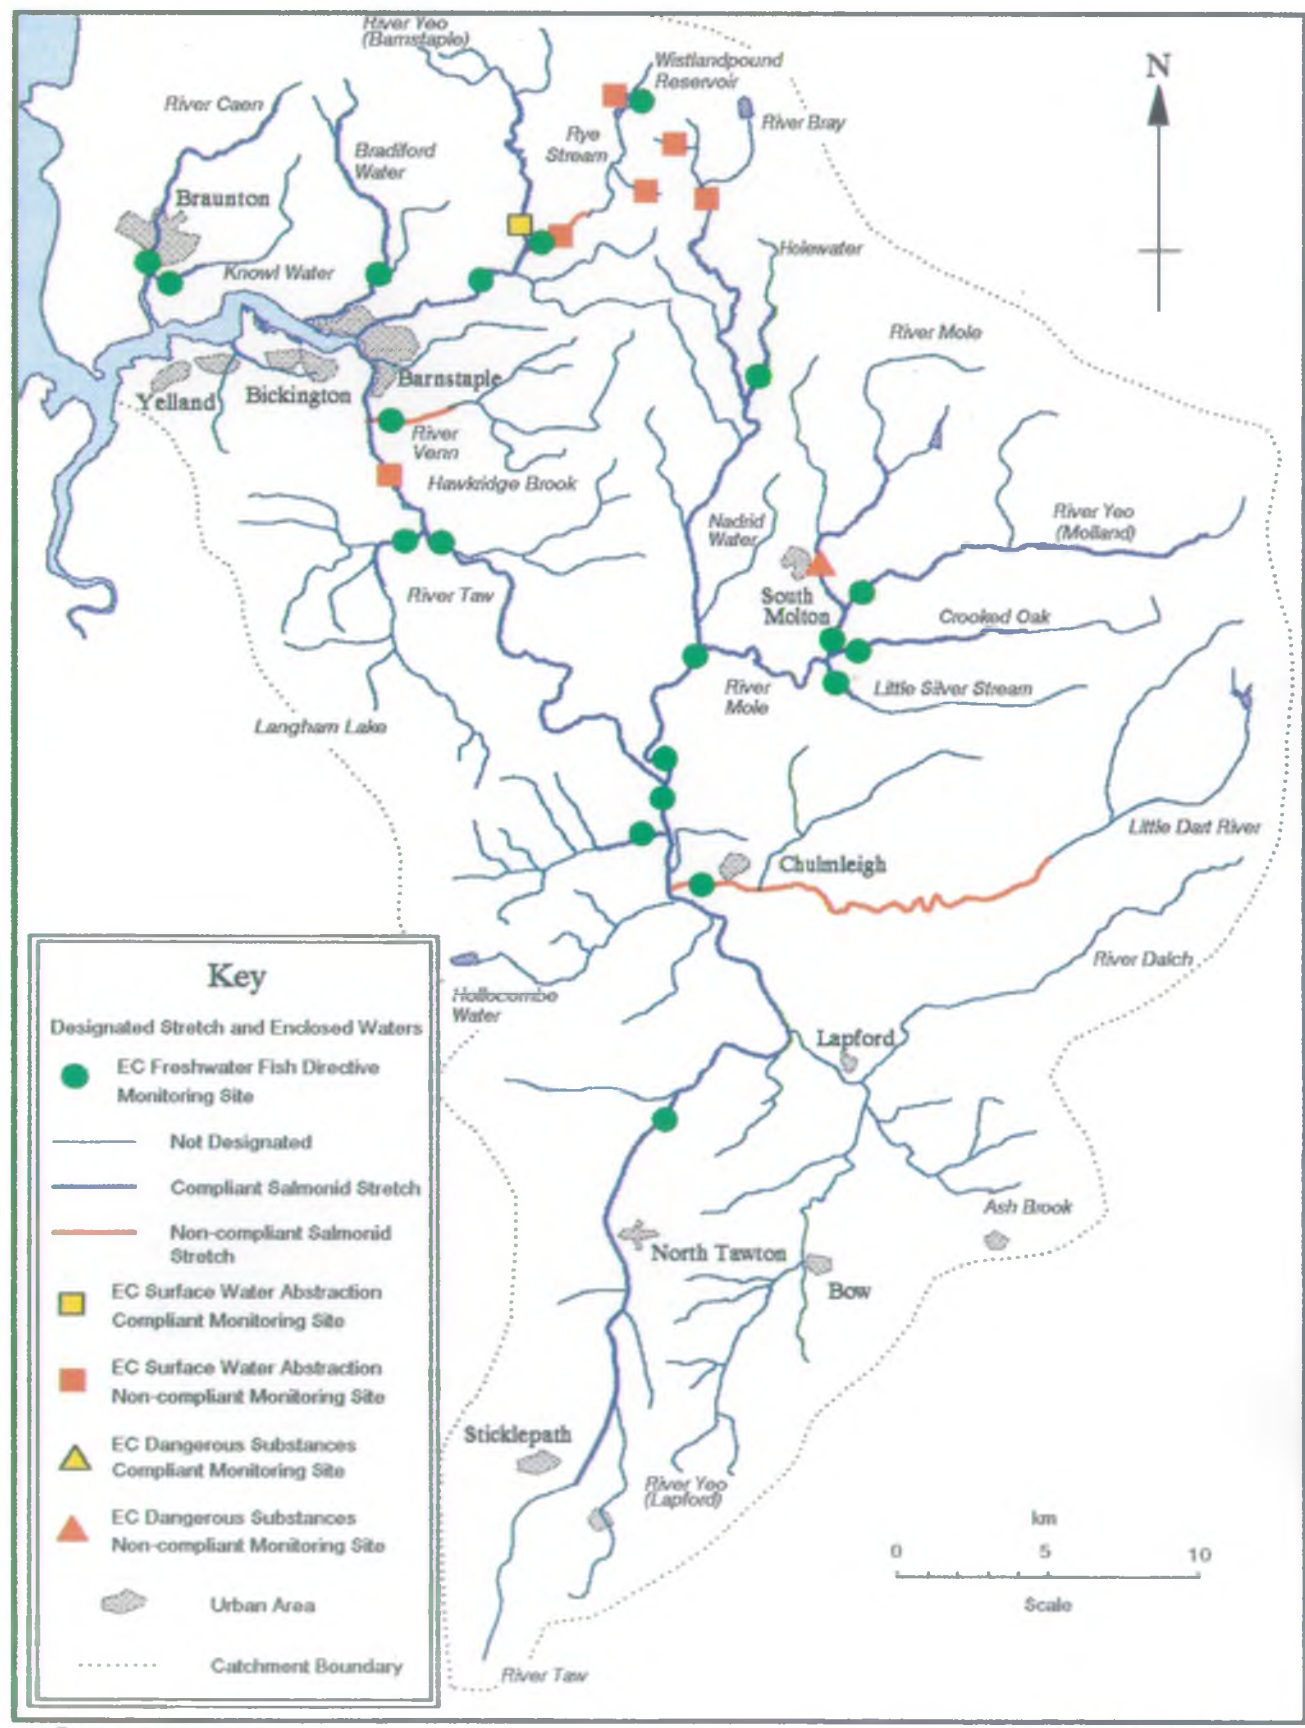 River Yeo
(Barnstaple)
Wistlandpound
Reservoir
N
River Caen
River Bray
Rye
Stream
Bradiford
Water
Braunton
Knowl Water
Holewater
River Mole
Barnstaple
Yelland
Bickington
River
Venn
Hawkridge Brook
Nadrid
Water
River Yeo
(Molland)
River Taw
South
Molton
Crooked Oak
River
Mole
Little Silver Stream
Langham Lake
Little Dart River
Chulmleigh
River Dalch
Hollocombe
Water
Lapford
Ash Brook
North Tawton
Bow
Sticklepath
River Yeo
(Lapford)
River Taw
km
0 5 10
Scale
Key
Designated Stretch and Enclosed Waters
EC Freshwater Fish Directive
Monitoring Site
Not Designated
Compliant Salmonid Stretch
Non-compliant Salmonid
Stretch
EC Surface Water Abstraction
Compliant Monitoring Site
EC Surface Water Abstraction
Non-compliant Monitoring Site
EC Dangerous Substances
Compliant Monitoring Site
EC Dangerous Substances
Non-compliant Monitoring Site
Urban Area
Catchment Boundary